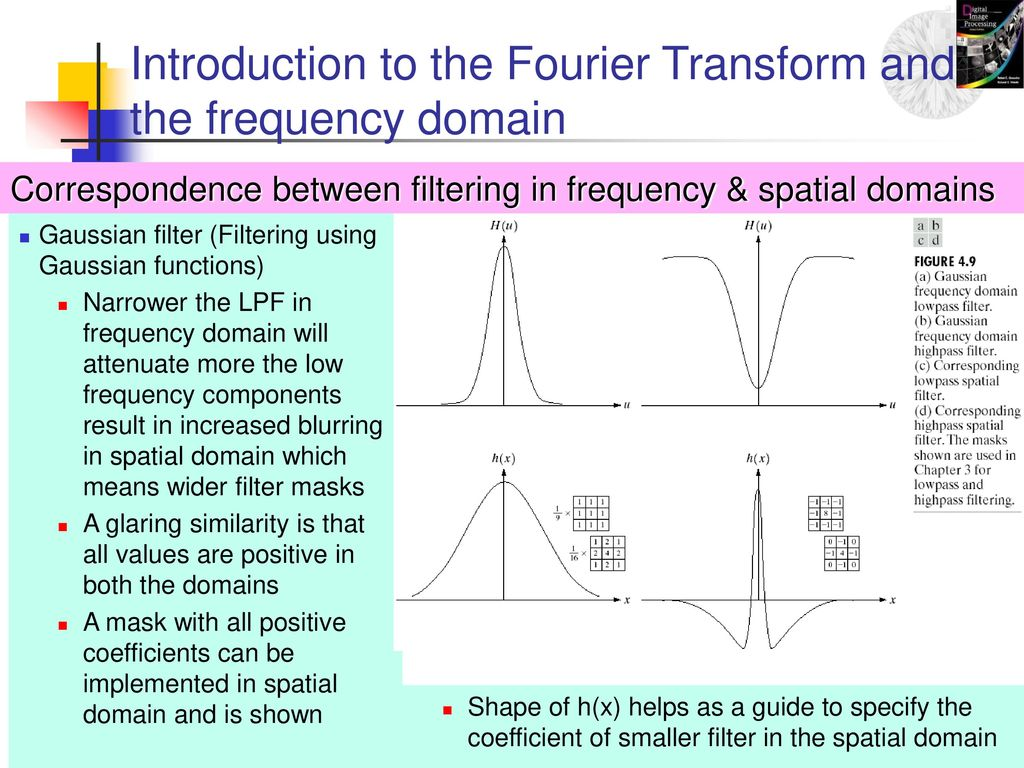 Digital
Image
Processing
Introduction to the Fourier Transform and
the frequency domain
Correspondence between filtering in frequency & spatial domains
Gaussian filter (Filtering using
Gaussian functions)
Narrower the LPF in
frequency domain will
attenuate more the low
frequency components
result in increased blurring
in spatial domain which
means wider filter masks
A glaring similarity is that
all values are positive in
both the domains
A mask with all positive
coefficients can be
implemented in spatial
domain and is shown
H(u)
u
H(u)
u
h(x)
1/9 ×
1 1 1
1 1 1
1 1 1
1/16 ×
1 2 1
2 4 2
1 2 1
x
h(x)
−1 −1 −1
−1 8 −1
−1 −1 −1
0 −1 0
−1 4 −1
0 −1 0
x
a b
c d
FIGURE 4.9
(a) Gaussian
frequency domain
lowpass filter.
(b) Gaussian
frequency domain
highpass filter.
(c) Corresponding
lowpass spatial
filter.
(d) Corresponding
highpass spatial
filter. The masks
shown are used in
Chapter 3 for
lowpass and
highpass filtering.
Shape of h(x) helps as a guide to specify the
coefficient of smaller filter in the spatial domain